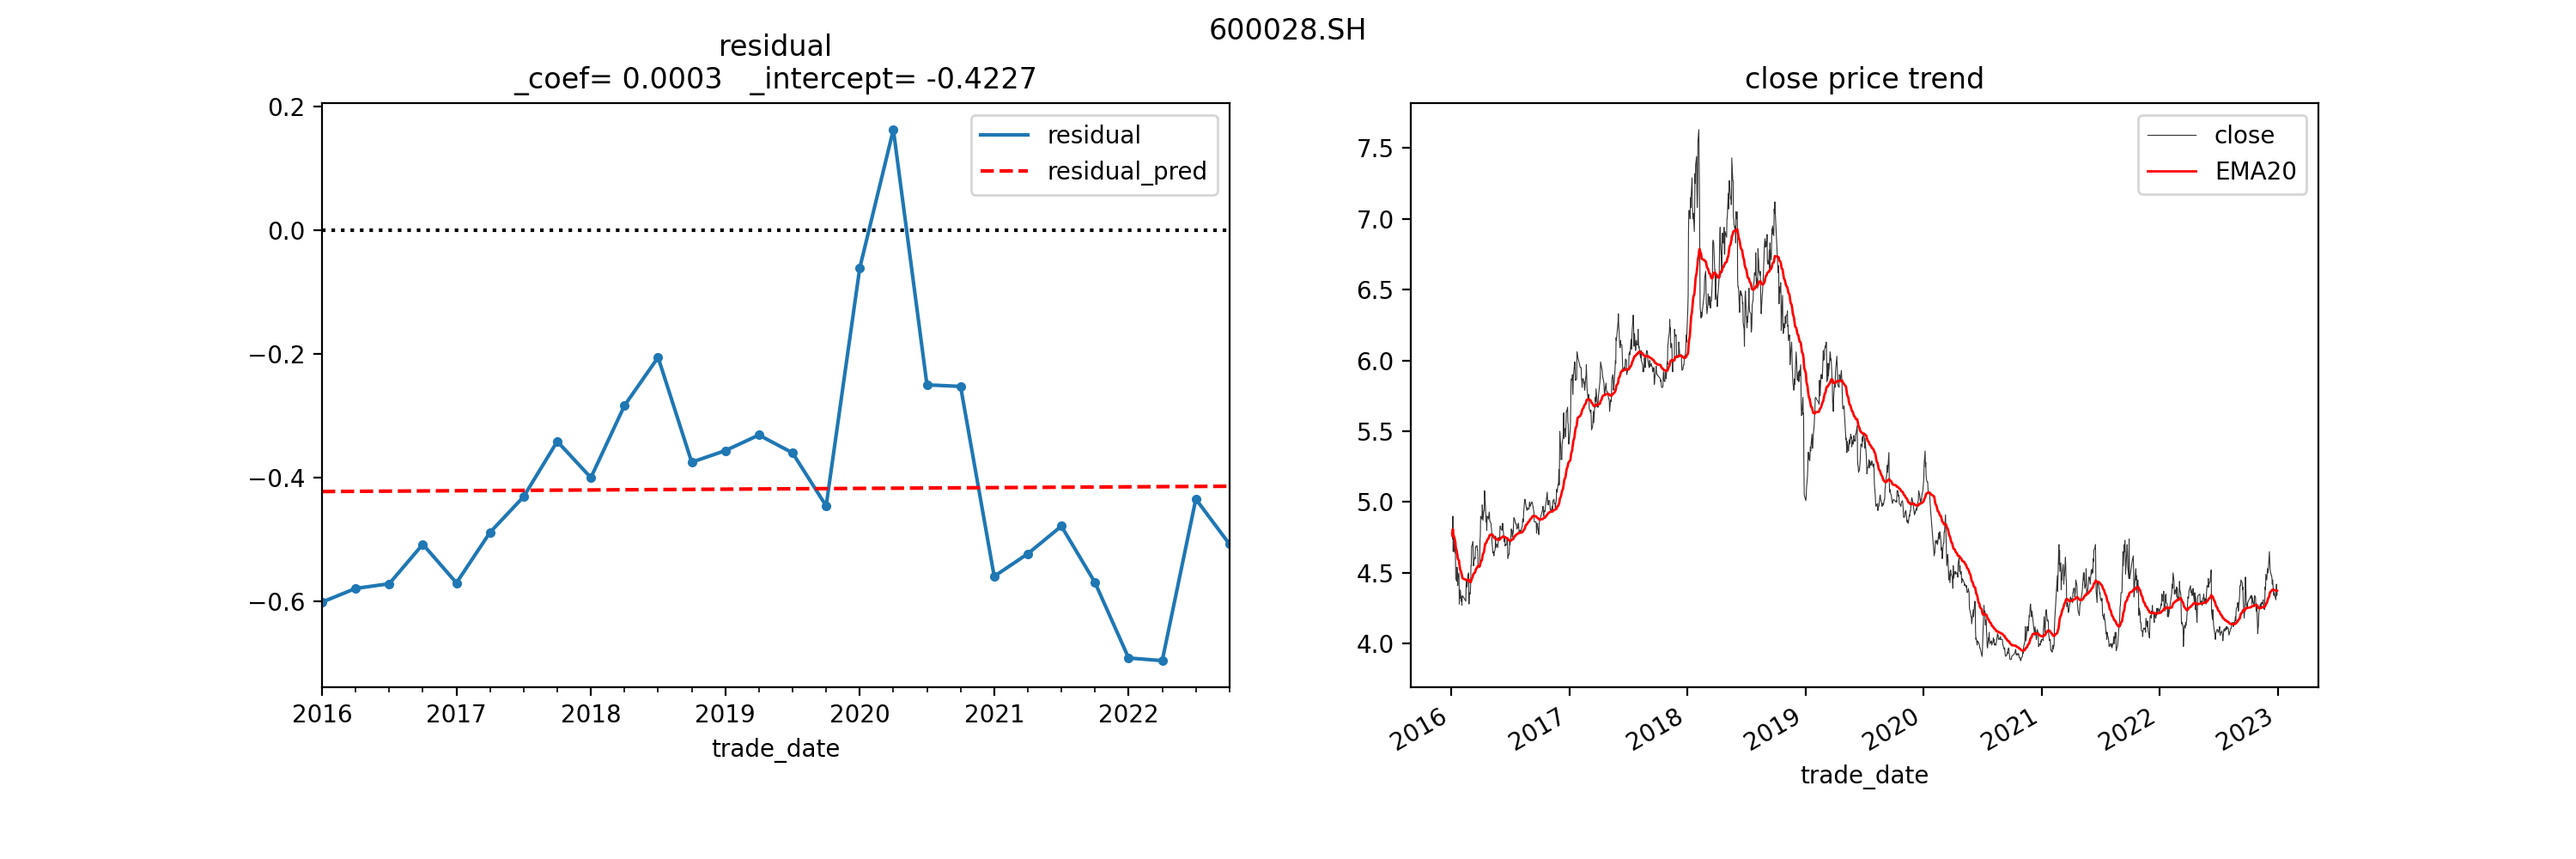 600028.SH
residual
_coef= 0.0003   _intercept= -0.4227
0.2
0.0
−0.2
−0.4
−0.6
residual
residual_pred
2016
2017
2018
2019
2020
2021
2022
trade_date
close price trend
7.5
7.0
6.5
6.0
5.5
5.0
4.5
4.0
close
EMA20
2016
2017
2018
2019
2020
2021
2022
2023
trade_date